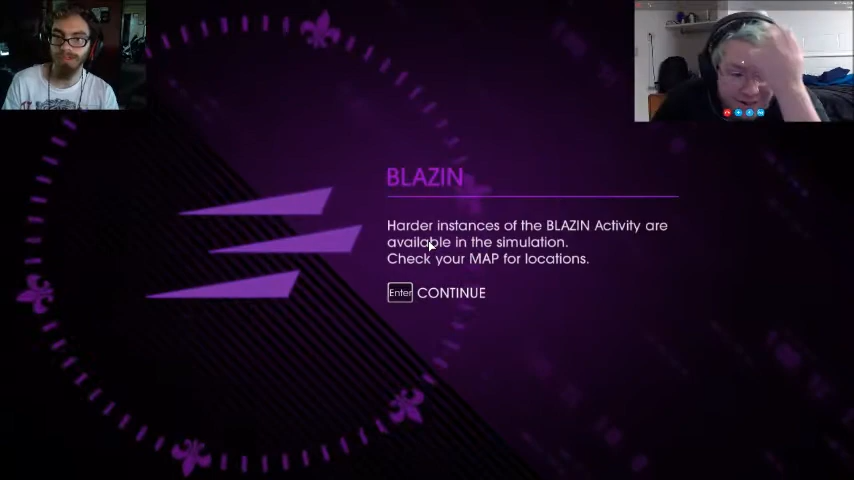 BLAZIN
Harder instances of the BLAZIN Activity are
available in the simulation.
Check your MAP for locations.
Enter CONTINUE